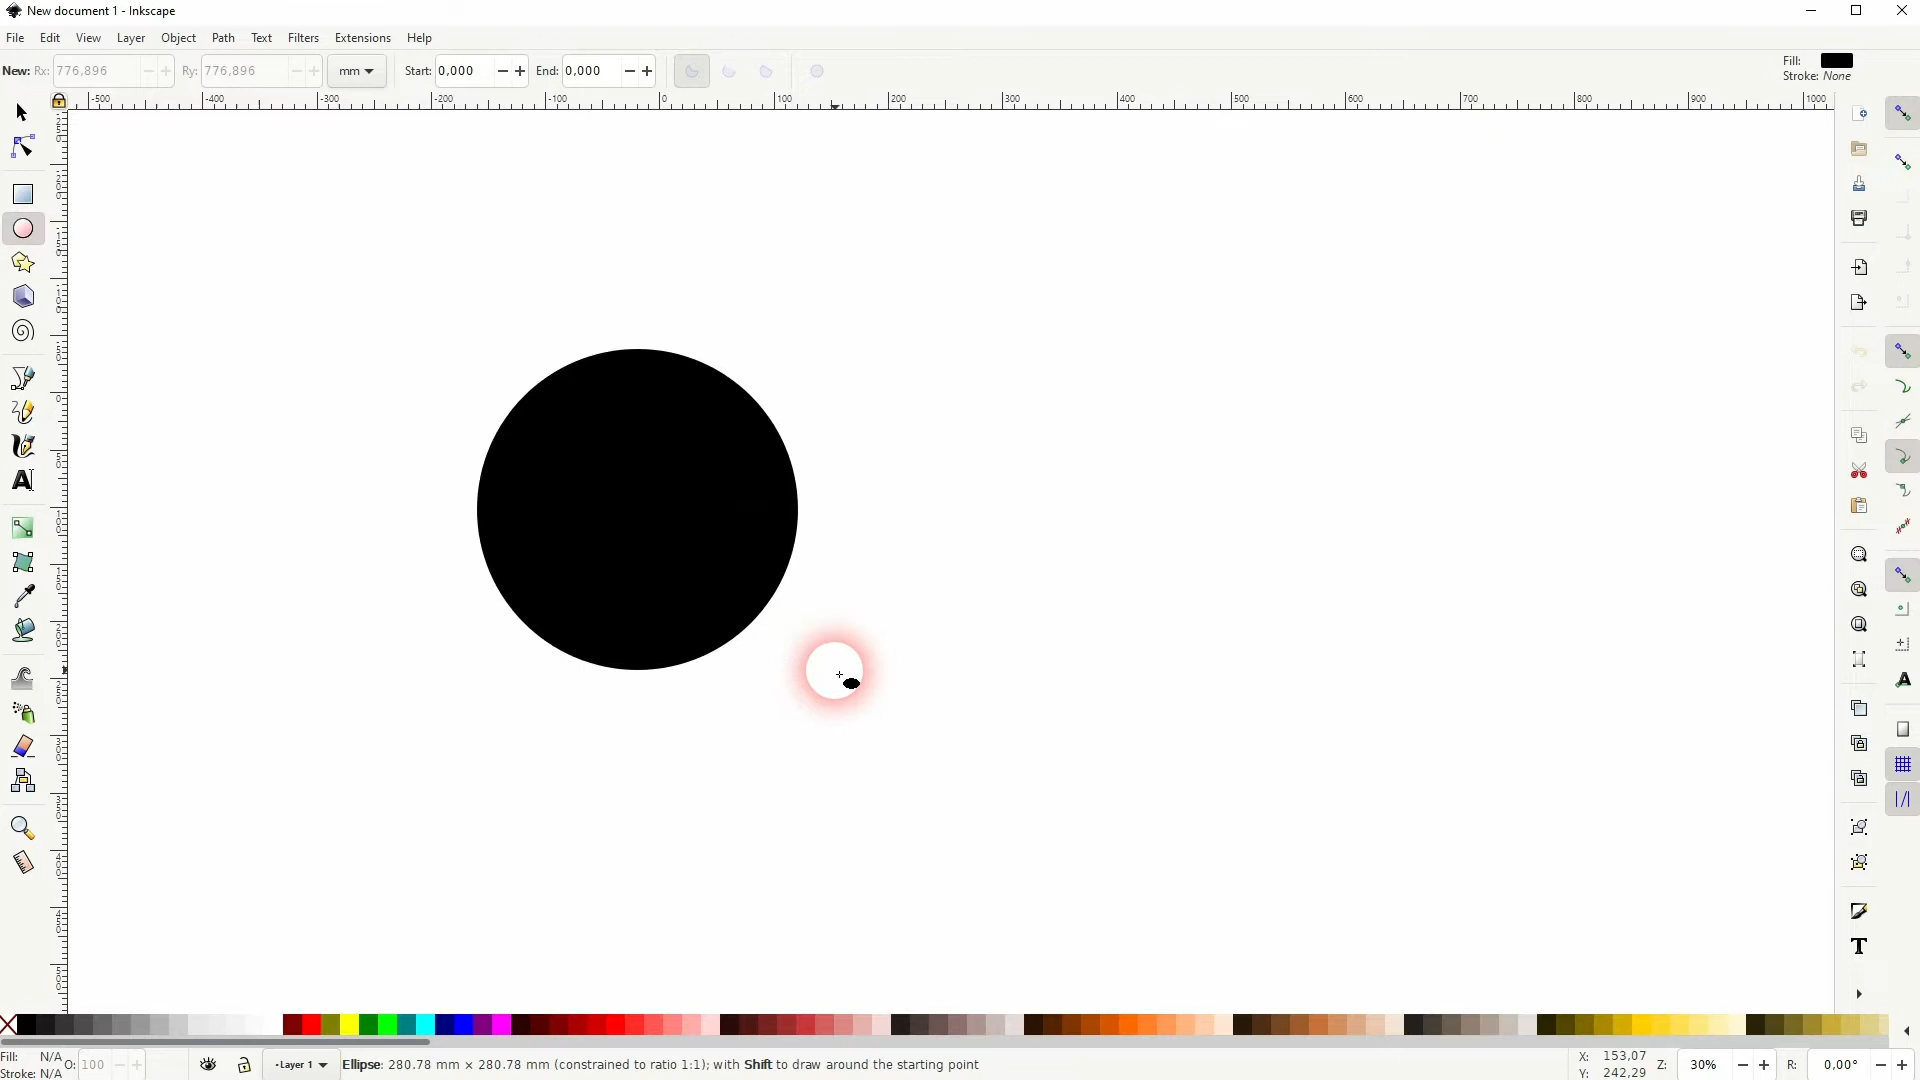 New document 1 - Inkscape
File Edit View Layer Object Path Text Filters Extensions Help
New: Rx: 776,896 Ry: 776,896 mm Start: 0,000 End: 0,000
Fill:
Stroke: None
-500 -400 -300 -200 -100 0 100 200 300 400 500 600 700 800 900 1000
Fill: N/A
Stroke: N/A
O: 100
Layer 1
Ellipse: 280.78 mm × 280.78 mm (constrained to ratio 1:1); with Shift to draw around the starting point
X: 153,07
Y: 242,29
Z: 30%
R: 0,00°